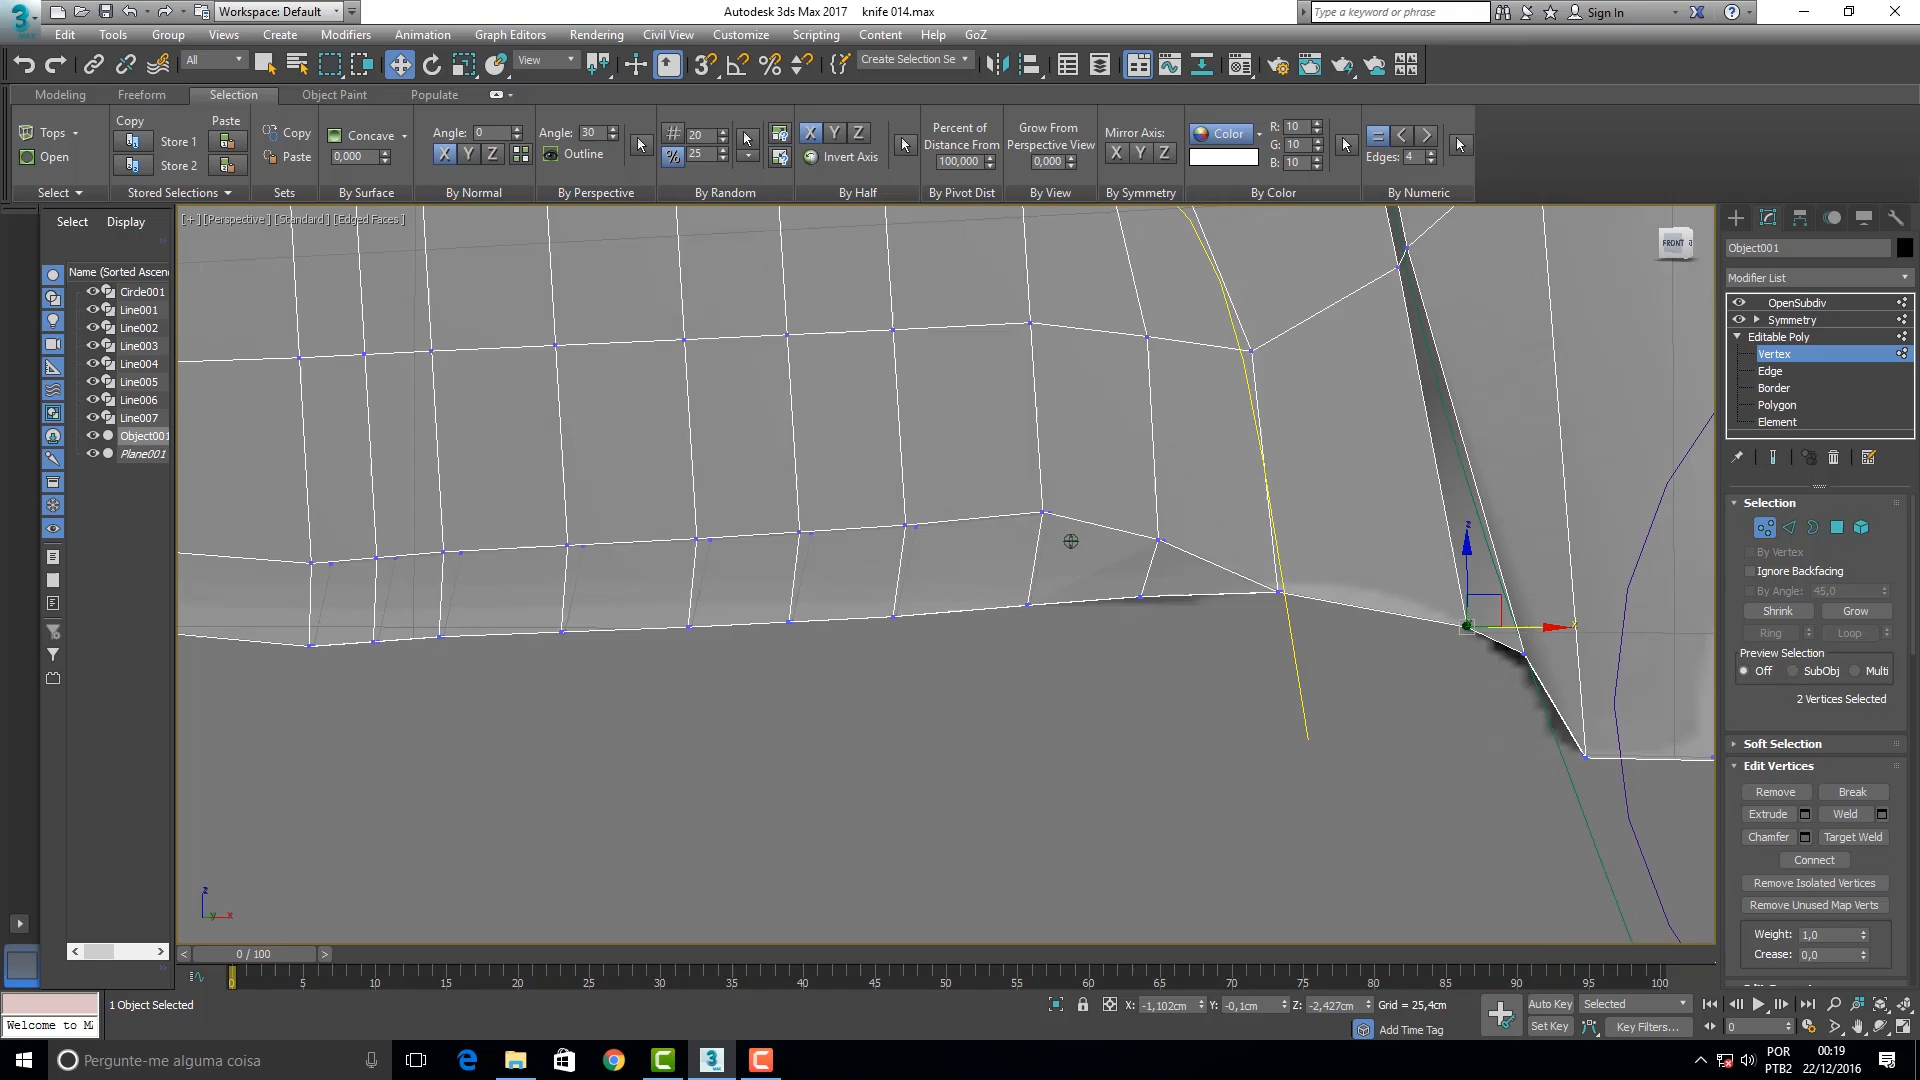 Workspace: Default
Autodesk 3ds Max 2017 knife 014.max
Type a keyword or phrase
Sign In
Edit Tools Group Views Create Modifiers Animation Graph Editors Rendering Civil View Customize Scripting Content Help GoZ
All
View
Create Selection Se
Modeling Freeform Selection Object Paint Populate
Tops
Open
Select
Copy Paste
Store 1
Store 2
Stored Selections
Copy
Paste
Sets
Concave
0,000
By Surface
Angle: 0
X Y Z
By Normal
Angle: 30
Outline
By Perspective
20
25
By Random
X Y Z
Invert Axis
By Half
Percent of
Distance From
100,000
By Pivot Dist
Grow From
Perspective View
0,000
By View
Mirror Axis:
X Y Z
By Symmetry
Color
R: 10
G: 10
B: 10
By Color
Edges: 4
By Numeric
Select Display
Name (Sorted Ascen
Circle001
Line001
Line002
Line003
Line004
Line005
Line006
Line007
Object001
Plane001
[+] [Perspective] [Standard] [Edged Faces]
FRONT
z
x
z
y
x
Object001
Modifier List
OpenSubdiv
Symmetry
Editable Poly
Vertex
Edge
Border
Polygon
Element
Selection
By Vertex
Ignore Backfacing
By Angle: 45,0
Shrink Grow
Ring Loop
Preview Selection
Off SubObj Multi
2 Vertices Selected
Soft Selection
Edit Vertices
Remove Break
Extrude Weld
Chamfer Target Weld
Connect
Remove Isolated Vertices
Remove Unused Map Verts
Weight: 1,0
Crease: 0,0
0 / 100
0 5 10 15 20 25 30 35 40 45 50 55 60 65 70 75 80 85 90 95 100
1 Object Selected
Welcome to M
X: -1,102cm Y: -0,1cm Z: -2,427cm Grid = 25,4cm
Add Time Tag
Auto Key Selected
Set Key Key Filters...
0
Pergunte-me alguma coisa
POR
PTB2
00:19
22/12/2016